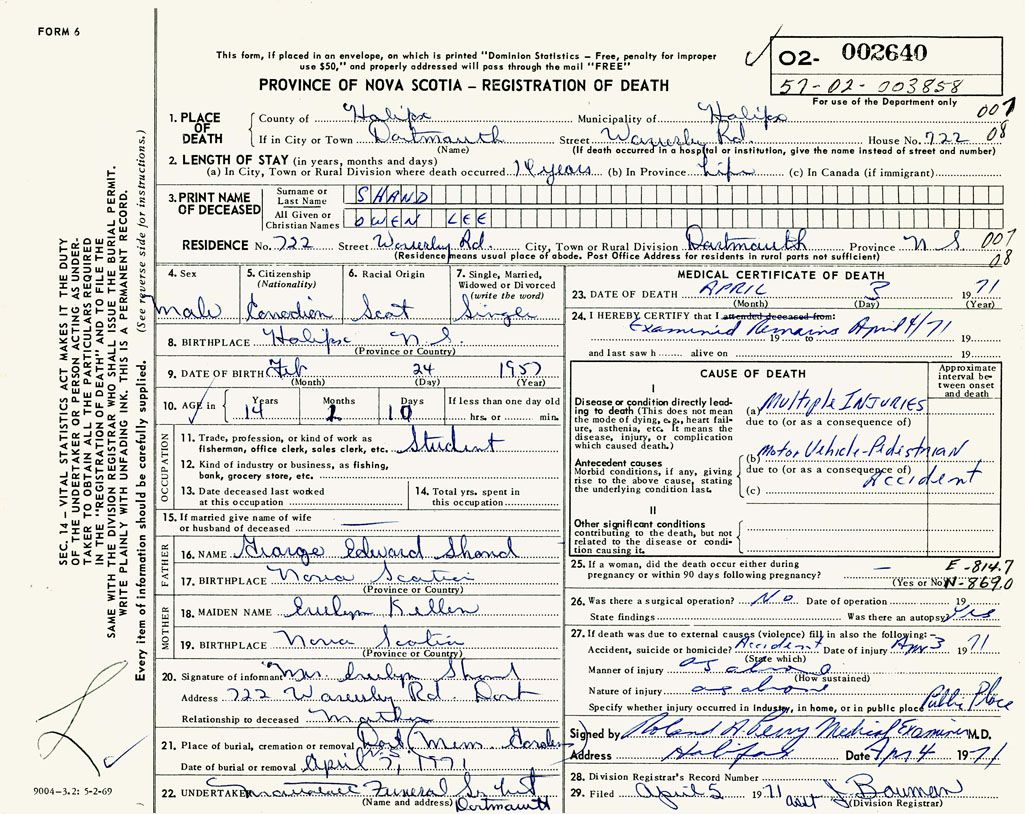 FORM 6
This form, if placed in an envelope, on which is printed "Dominion Statistics – Free, penalty for improper
use $50," and properly addressed will pass through the mail "FREE"
PROVINCE OF NOVA SCOTIA – REGISTRATION OF DEATH
02- 002640
57-02-003858
For use of the Department only
1. PLACE OF DEATH
County of Halifax Municipality of Halifax 007
If in City or Town Dartmouth Street Waverley Rd. House No. 722 08
(Name) (If death occurred in a hospital or institution, give the name instead of street and number)
2. LENGTH OF STAY (in years, months and days)
(a) In City, Town or Rural Division where death occurred 14 years (b) In Province Life (c) In Canada (if immigrant)
3. PRINT NAME OF DECEASED
Surname or Last Name SHAND
All Given or Christian Names OWEN LEE
RESIDENCE No. 722 Street Waverley Rd. City, Town or Rural Division Dartmouth Province N S 007
(Residence means usual place of abode. Post Office Address for residents in rural parts not sufficient) 08
4. Sex
male
5. Citizenship
(Nationality)
Canadian
6. Racial Origin
Scot
7. Single, Married,
Widowed or Divorced
(write the word)
Single
8. BIRTHPLACE Halifax N S.
(Province or Country)
9. DATE OF BIRTH Feb 24 1957
(Month) (Day) (Year)
10. AGE in Years Months Days If less than one day old
14 1 10 hrs. or min.
OCCUPATION
11. Trade, profession, or kind of work as
fisherman, office clerk, sales clerk, etc. Student
12. Kind of industry or business, as fishing,
bank, grocery store, etc.
13. Date deceased last worked
at this occupation
14. Total yrs. spent in
this occupation
15. If married give name of wife
or husband of deceased
FATHER
16. NAME George Edward Shand
17. BIRTHPLACE Nova Scotia
(Province or Country)
MOTHER
18. MAIDEN NAME Evelyn Killen
19. BIRTHPLACE Nova Scotia
(Province or Country)
20. Signature of informant Mrs Evelyn Shand
Address 722 Waverley Rd. Dart
Relationship to deceased Mother
21. Place of burial, cremation or removal Dart Mem Gardens
Date of burial or removal April 7, 1971
22. UNDERTAKER Funeral
(Name and address) Dartmouth
MEDICAL CERTIFICATE OF DEATH
23. DATE OF DEATH APRIL 3 1971
(Month) (Day) (Year)
24. I HEREBY CERTIFY that I attended deceased from:
Examined Remains April 4/71
19 to 19
and last saw h alive on 19
CAUSE OF DEATH
Approximate
interval be-
tween onset
and death
I
Disease or condition directly lead-
ing to death (This does not mean
the mode of dying, e.g., heart fail-
ure, asthenia, etc. It means the
disease, injury, or complication
which caused death.)
(a) MULTIPLE INJURIES
due to (or as a consequence of)
Antecedent causes
Morbid conditions, if any, giving
rise to the above cause, stating
the underlying condition last.
(b) Motor Vehicle-Pedistrian
due to (or as a consequence of)
Accident
(c)
II
Other significant conditions
contributing to the death, but not
related to the disease or condi-
tion causing it.
25. If a woman, did the death occur either during
pregnancy or within 90 days following pregnancy? –
(Yes or No)
E-814.7
N-869.0
26. Was there a surgical operation? No Date of operation 19
State findings Was there an autopsy? Yes
27. If death was due to external causes (violence) fill in also the following:–
Accident, suicide or homicide? Accident Date of injury Apr 3 1971
(State which)
Manner of injury as above
(How sustained)
Nature of injury as above
Specify whether injury occurred in industry, in home, or in public place Public Place
Signed by Roland A Perry Medical Examiner M.D.
Address Halifax Date Apr 4 1971
28. Division Registrar's Record Number
29. Filed April 5 1971 asst J Bauman
(Division Registrar)
SEC. 14 – VITAL STATISTICS ACT MAKES IT THE DUTY
OF THE UNDERTAKER OR PERSON ACTING AS UNDER-
TAKER TO OBTAIN ALL THE PARTICULARS REQUIRED
IN THE "REGISTRATION OF DEATH" AND TO FILE THE
SAME WITH THE DIVISION REGISTRAR WHO SHALL ISSUE THE BURIAL PERMIT.
WRITE PLAINLY WITH UNFADING INK. THIS IS A PERMANENT RECORD.
Every item of information should be carefully supplied. (See reverse side for instructions.)
9004-3.2: 5-2-69